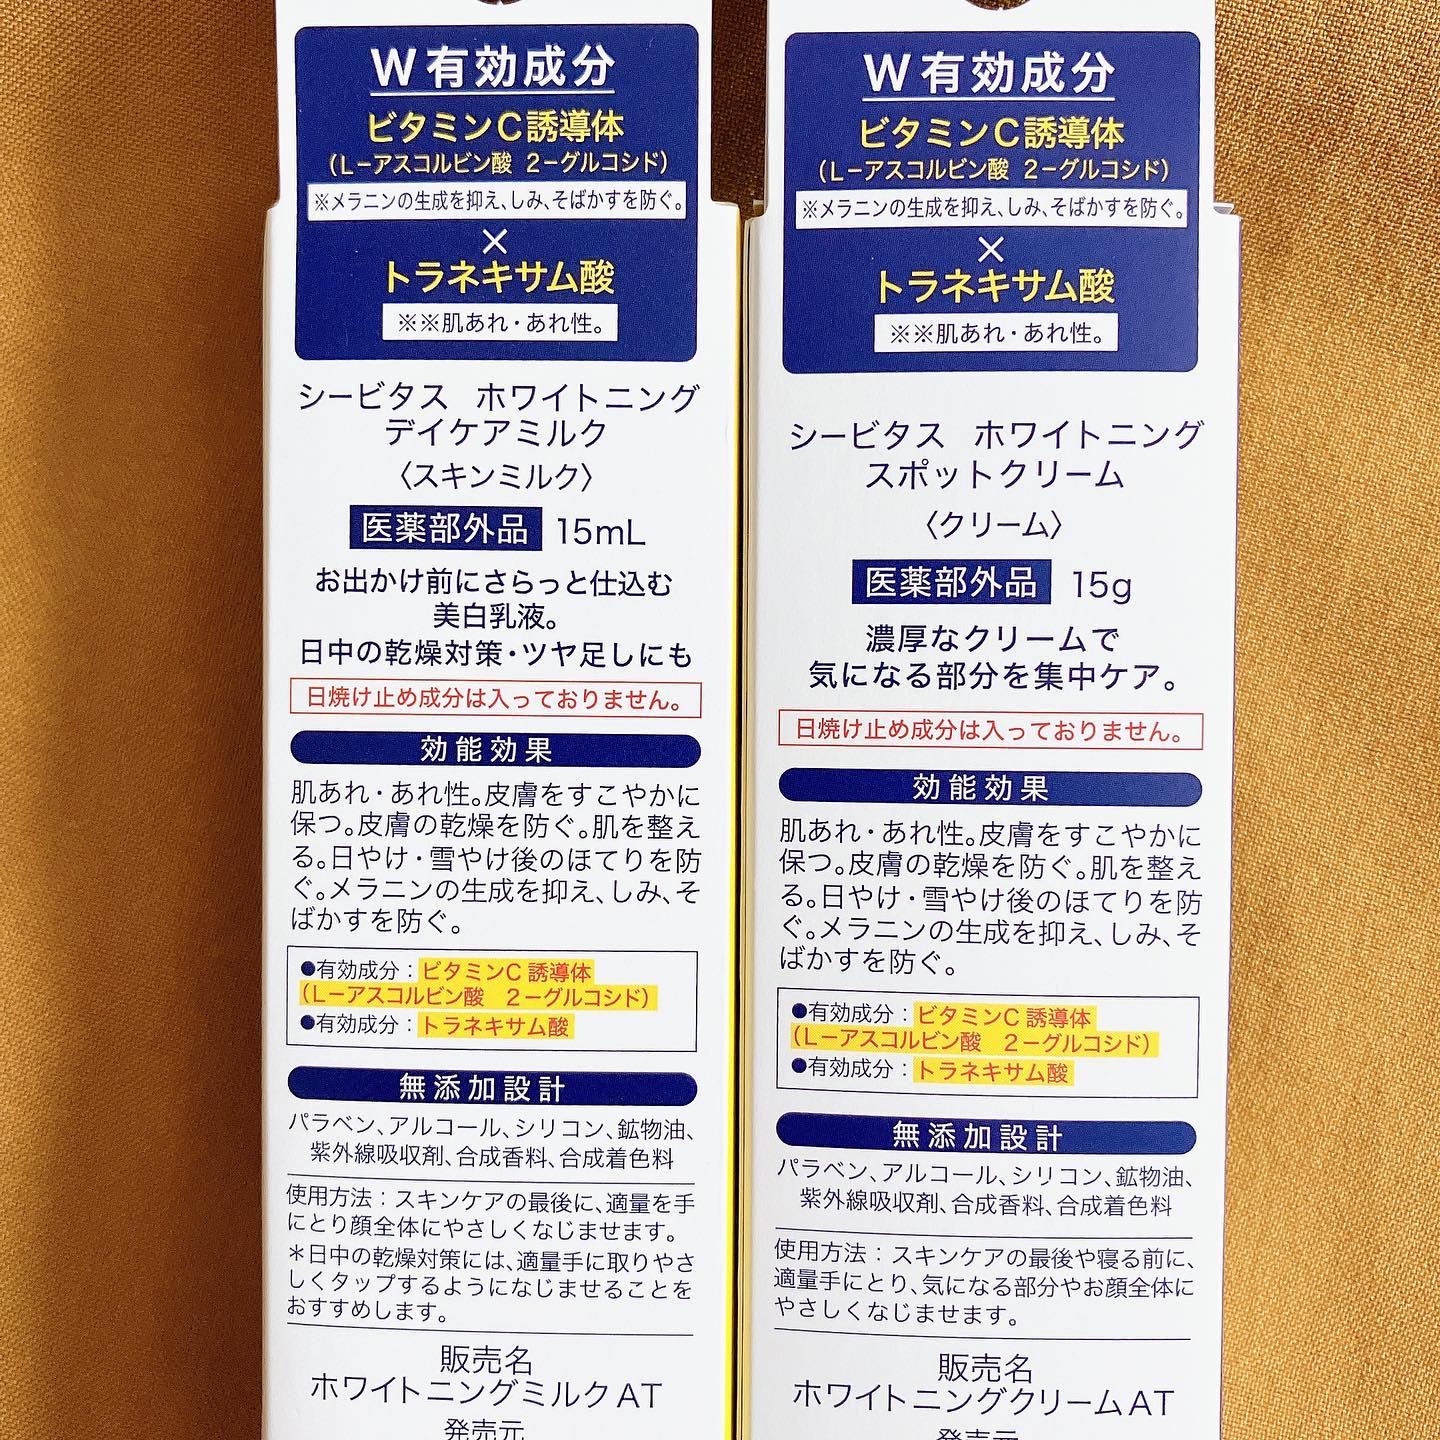 W有効成分
ビタミンC誘導体
(L-アスコルビン酸 2-グルコシド)
※メラニンの生成を抑え、しみ、そばかすを防ぐ。
×
トラネキサム酸
※※肌あれ・あれ性。
シービタス ホワイトニング
デイケアミルク
〈スキンミルク〉
医薬部外品 15mL
お出かけ前にさらっと仕込む
美白乳液。
日中の乾燥対策・ツヤ足しにも
日焼け止め成分は入っておりません。
効能効果
肌あれ・あれ性。皮膚をすこやかに
保つ。皮膚の乾燥を防ぐ。肌を整え
る。日やけ・雪やけ後のほてりを防
ぐ。メラニンの生成を抑え、しみ、そ
ばかすを防ぐ。
●有効成分:ビタミンC 誘導体
(L-アスコルビン酸 2-グルコシド)
●有効成分:トラネキサム酸
無添加設計
パラベン、アルコール、シリコン、鉱物油、
紫外線吸収剤、合成香料、合成着色料
使用方法:スキンケアの最後に、適量を手
にとり顔全体にやさしくなじませます。
＊日中の乾燥対策には、適量手に取りやさ
しくタップするようになじませることを
おすすめします。
販売名
ホワイトニングミルクAT
発売元
W有効成分
ビタミンC誘導体
(L-アスコルビン酸 2-グルコシド)
※メラニンの生成を抑え、しみ、そばかすを防ぐ。
×
トラネキサム酸
※※肌あれ・あれ性。
シービタス ホワイトニング
スポットクリーム
〈クリーム〉
医薬部外品 15g
濃厚なクリームで
気になる部分を集中ケア。
日焼け止め成分は入っておりません。
効能効果
肌あれ・あれ性。皮膚をすこやかに
保つ。皮膚の乾燥を防ぐ。肌を整え
る。日やけ・雪やけ後のほてりを防
ぐ。メラニンの生成を抑え、しみ、そ
ばかすを防ぐ。
●有効成分:ビタミンC 誘導体
(L-アスコルビン酸 2-グルコシド)
●有効成分:トラネキサム酸
無添加設計
パラベン、アルコール、シリコン、鉱物油、
紫外線吸収剤、合成香料、合成着色料
使用方法:スキンケアの最後や寝る前に、
適量手にとり、気になる部分やお顔全体に
やさしくなじませます。
販売名
ホワイトニングクリームAT
発売元